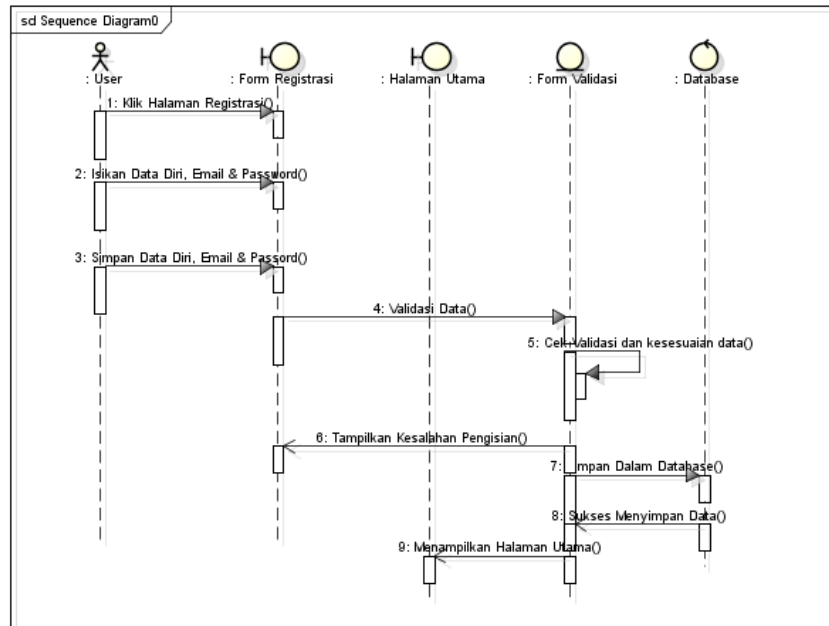 sd Sequence Diagram0
: User
: Form Registrasi
: Halaman Utama
: Form Validasi
: Database
1: Klik Halaman Registrasi()
2: Isikan Data Diri, Email & Password()
3: Simpan Data Diri, Email & Passord()
4: Validasi Data()
5: Cek Validasi dan kesesuaian data()
6: Tampilkan Kesalahan Pengisian()
7: Simpan Dalam Database()
8: Sukses Menyimpan Data()
9: Menampilkan Halaman Utama()